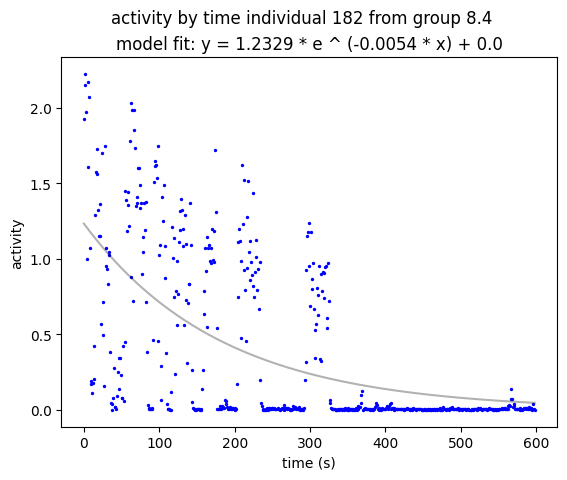 activity by time individual 182 from group 8.4
model fit: y = 1.2329 * e ^ (-0.0054 * x) + 0.0
2.0
1.5
1.0
0.5
0.0
activity
0 100 200 300 400 500 600
time (s)